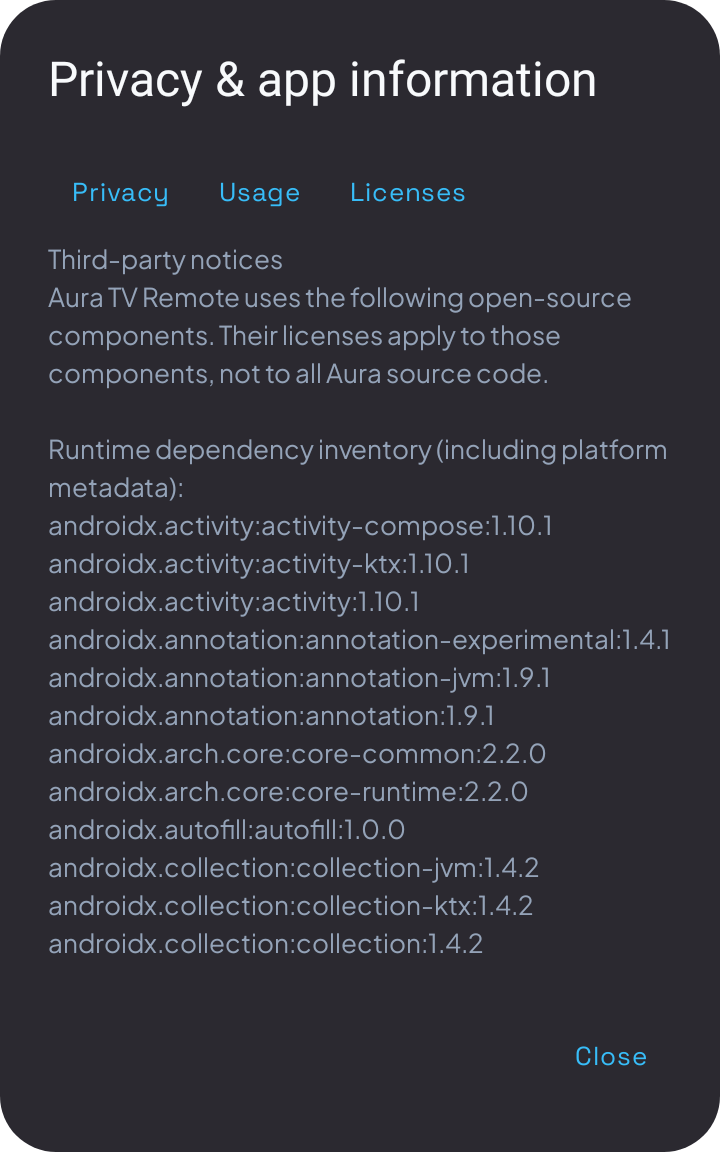 Privacy & app information
Privacy Usage Licenses
Third-party notices
Aura TV Remote uses the following open-source
components. Their licenses apply to those
components, not to all Aura source code.
Runtime dependency inventory (including platform
metadata):
androidx.activity:activity-compose:1.10.1
androidx.activity:activity-ktx:1.10.1
androidx.activity:activity:1.10.1
androidx.annotation:annotation-experimental:1.4.1
androidx.annotation:annotation-jvm:1.9.1
androidx.annotation:annotation:1.9.1
androidx.arch.core:core-common:2.2.0
androidx.arch.core:core-runtime:2.2.0
androidx.autofill:autofill:1.0.0
androidx.collection:collection-jvm:1.4.2
androidx.collection:collection-ktx:1.4.2
androidx.collection:collection:1.4.2
Close